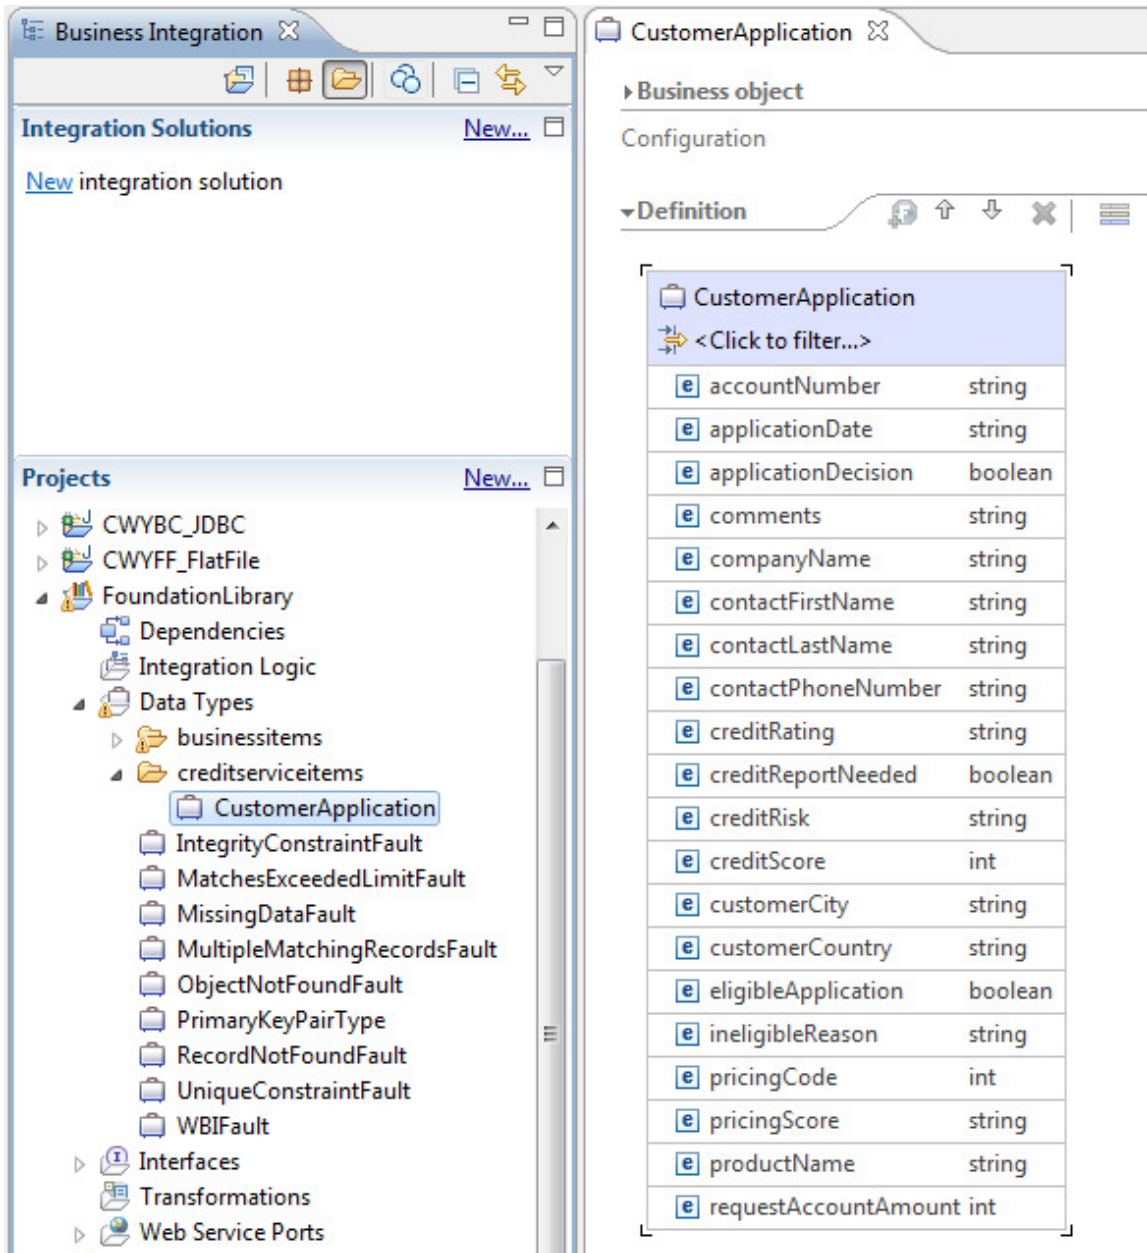 Business Integration
Integration Solutions New...
New integration solution
Projects New...
CWYBC_JDBC
CWYFF_FlatFile
FoundationLibrary
Dependencies
Integration Logic
Data Types
businessitems
creditserviceitems
CustomerApplication
IntegrityConstraintFault
MatchesExceededLimitFault
MissingDataFault
MultipleMatchingRecordsFault
ObjectNotFoundFault
PrimaryKeyPairType
RecordNotFoundFault
UniqueConstraintFault
WBIFault
Interfaces
Transformations
Web Service Ports
CustomerApplication
Business object
Configuration
Definition
CustomerApplication
<Click to filter...>
e accountNumber string
e applicationDate string
e applicationDecision boolean
e comments string
e companyName string
e contactFirstName string
e contactLastName string
e contactPhoneNumber string
e creditRating string
e creditReportNeeded boolean
e creditRisk string
e creditScore int
e customerCity string
e customerCountry string
e eligibleApplication boolean
e ineligibleReason string
e pricingCode int
e pricingScore string
e productName string
e requestAccountAmount int